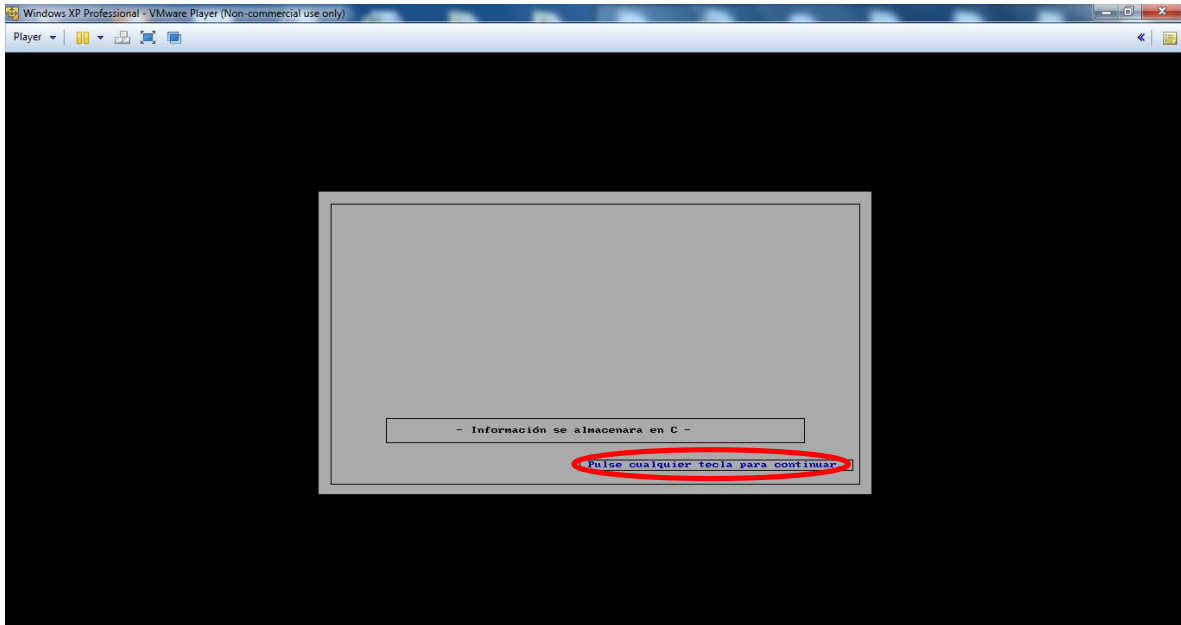 Windows XP Professional - VMware Player (Non-commercial use only)
Player
- Información se almacenara en C -
Pulse cualquier tecla para continuar